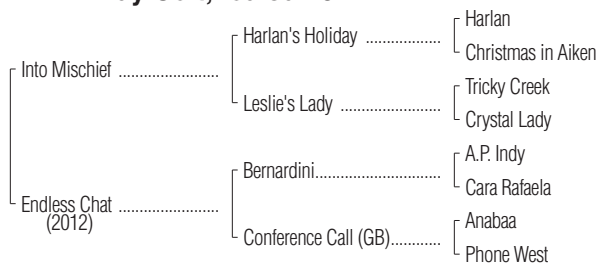 Harlan
Harlan's Holiday ..................
Christmas in Aiken
Into Mischief ........................
Tricky Creek
Leslie's Lady ........................
Crystal Lady
A.P. Indy
Bernardini..............................
Cara Rafaela
Endless Chat ........................
(2012)
Anabaa
Conference Call (GB)............
Phone West